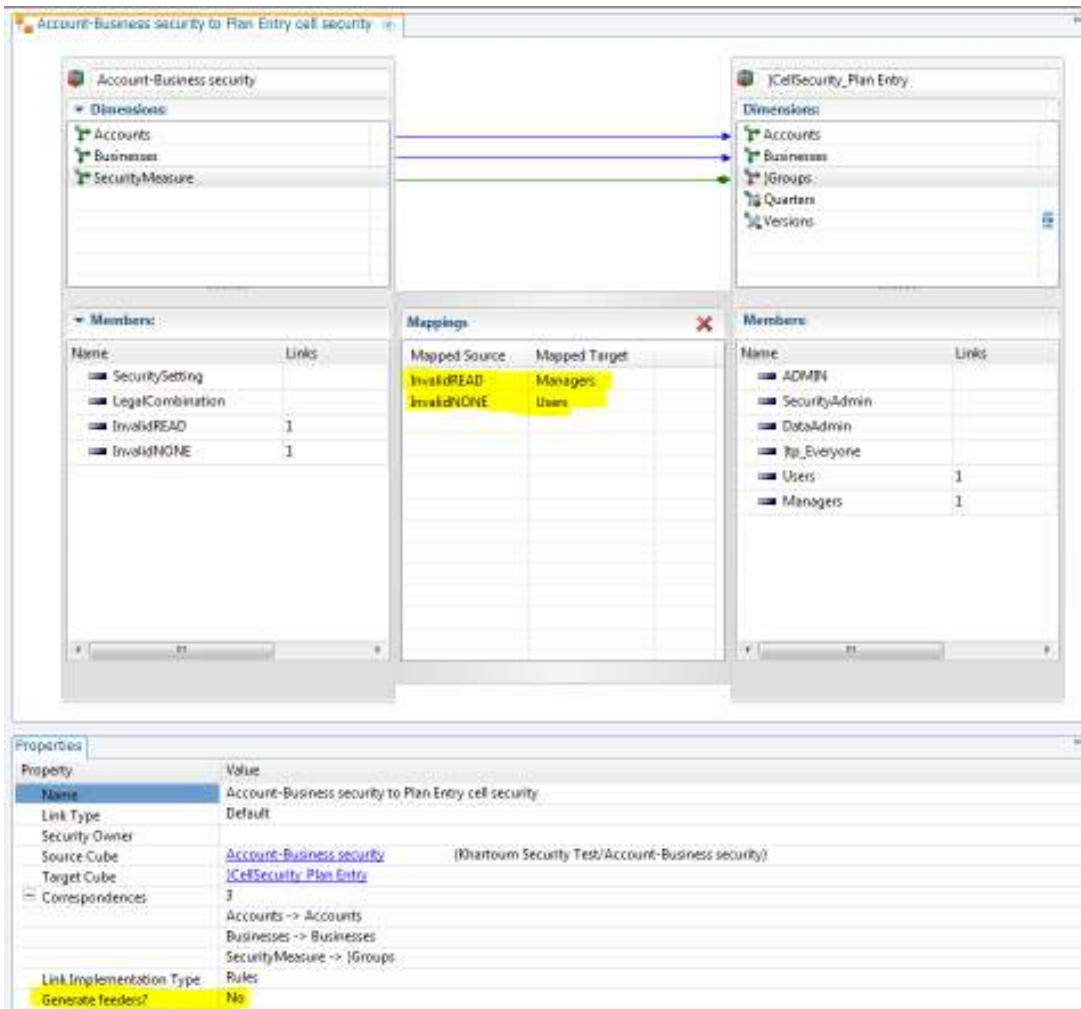 Account-Business security to Plan Entry cell security
Account-Business security
Dimensions:
Accounts
Businesses
SecurityMeasure
}CellSecurity_Plan Entry
Dimensions:
Accounts
Businesses
}Groups
Quarters
Versions
Members:
Name Links
SecuritySetting
LegalCombination
InvalidREAD 1
InvalidNONE 1
Mappings
Mapped Source Mapped Target
InvalidREAD Managers
InvalidNONE Users
Members:
Name Links
ADMIN
SecurityAdmin
DataAdmin
}tp_Everyone
Users 1
Managers 1
Properties
Property Value
Name Account-Business security to Plan Entry cell security
Link Type Default
Security Owner
Source Cube Account-Business security (Khartoum Security Test/Account-Business security)
Target Cube }CellSecurity_Plan Entry
Correspondences 3
Accounts -> Accounts
Businesses -> Businesses
SecurityMeasure -> }Groups
Link Implementation Type Rules
Generate feeders? No